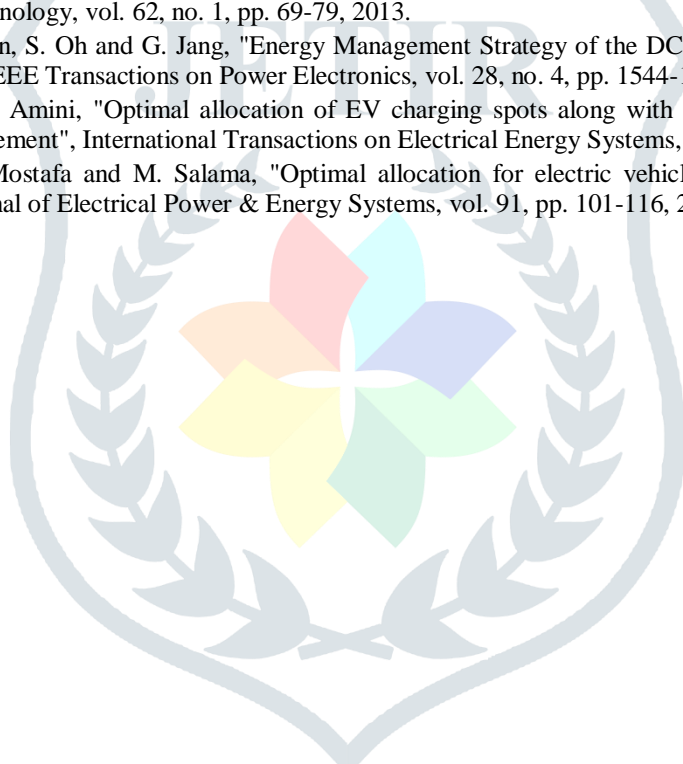 nology, vol. 62, no. 1, pp. 69-79, 2013.
n, S. Oh and G. Jang, "Energy Management Strategy of the DC
EEE Transactions on Power Electronics, vol. 28, no. 4, pp. 1544-1
Amini, "Optimal allocation of EV charging spots along with
ement", International Transactions on Electrical Energy Systems,
Mostafa and M. Salama, "Optimal allocation for electric vehicl
nal of Electrical Power & Energy Systems, vol. 91, pp. 101-116, 2
JETIR